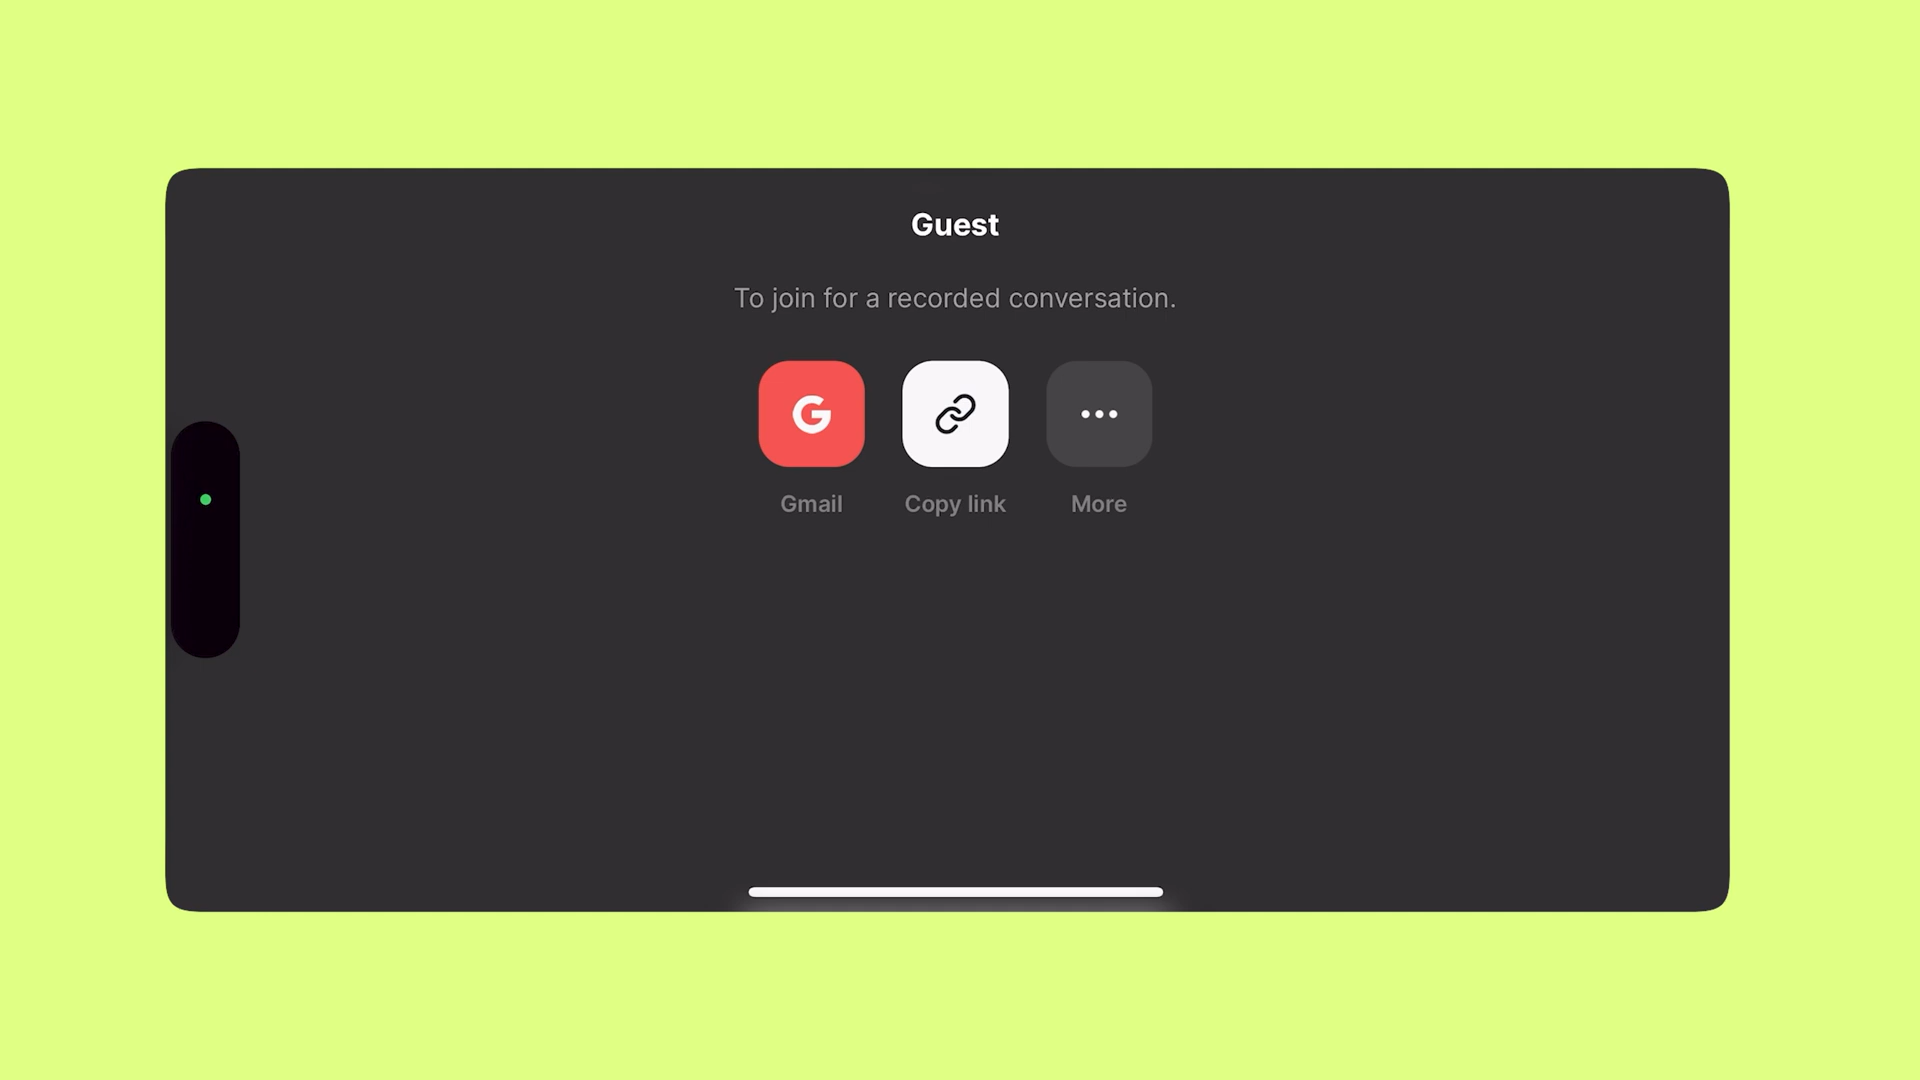 Guest
To join for a recorded conversation.
Gmail
Copy link
More